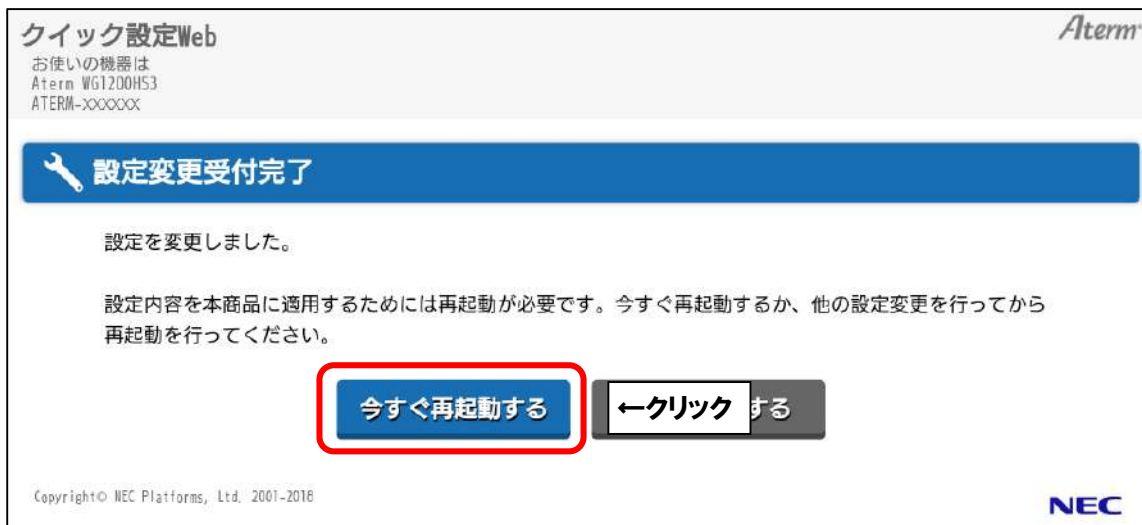 クイック設定Web
Aterm
お使いの機器は
Aterm WG1200HS3
ATERM-XXXXXX
設定変更受付完了
設定を変更しました。
設定内容を本商品に適用するためには再起動が必要です。今すぐ再起動するか、他の設定変更を行ってから
再起動を行ってください。
今すぐ再起動する
←クリック
する
Copyright© NEC Platforms, Ltd. 2001-2018
NEC